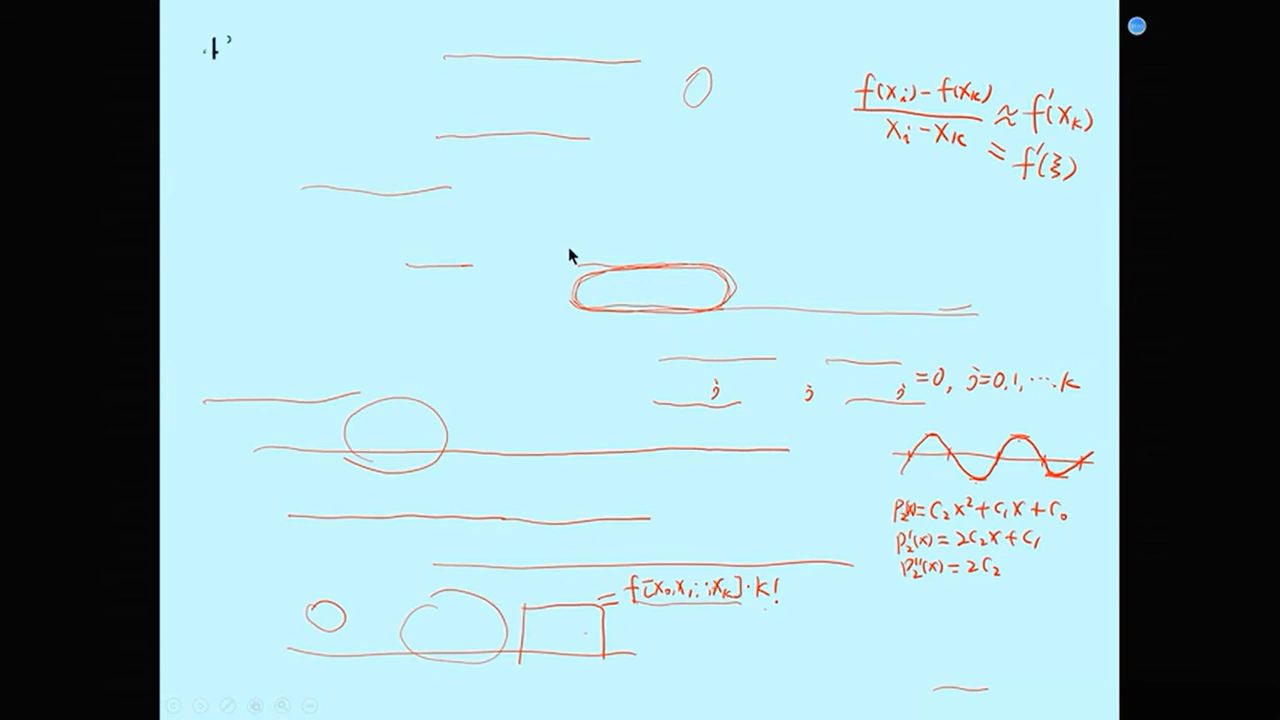 f(xᵢ)-f(xₖ)
xᵢ-xₖ
≈f'(xₖ)
=f'(ξ)
j j j =0, j=0,1,⋯k
P₂(x)=C₂x²+C₁x+C₀
P₂'(x)=2C₂x+C₁
P₂''(x)=2C₂
=f[x₀,x₁⋯,xₖ]·k!